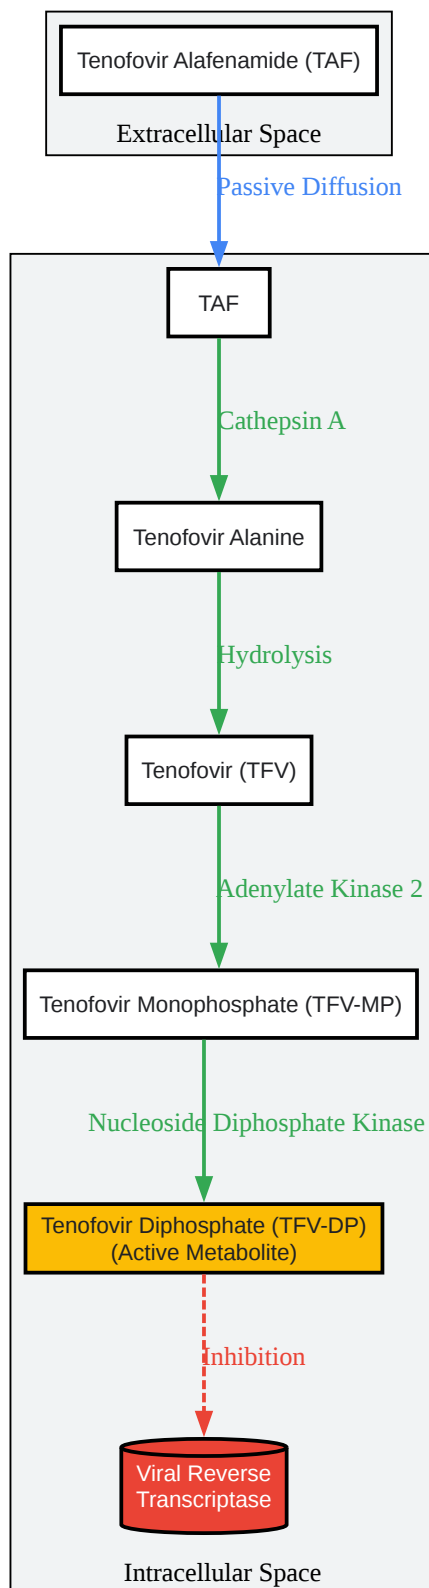 Tenofovir Alafenamide (TAF)
Extracellular Space
Passive Diffusion
TAF
Cathepsin A
Tenofovir Alanine
Hydrolysis
Tenofovir (TFV)
Adenylate Kinase 2
Tenofovir Monophosphate (TFV-MP)
Nucleoside Diphosphate Kinase
Tenofovir Diphosphate (TFV-DP)
(Active Metabolite)
Inhibition
Viral Reverse
Transcriptase
Intracellular Space